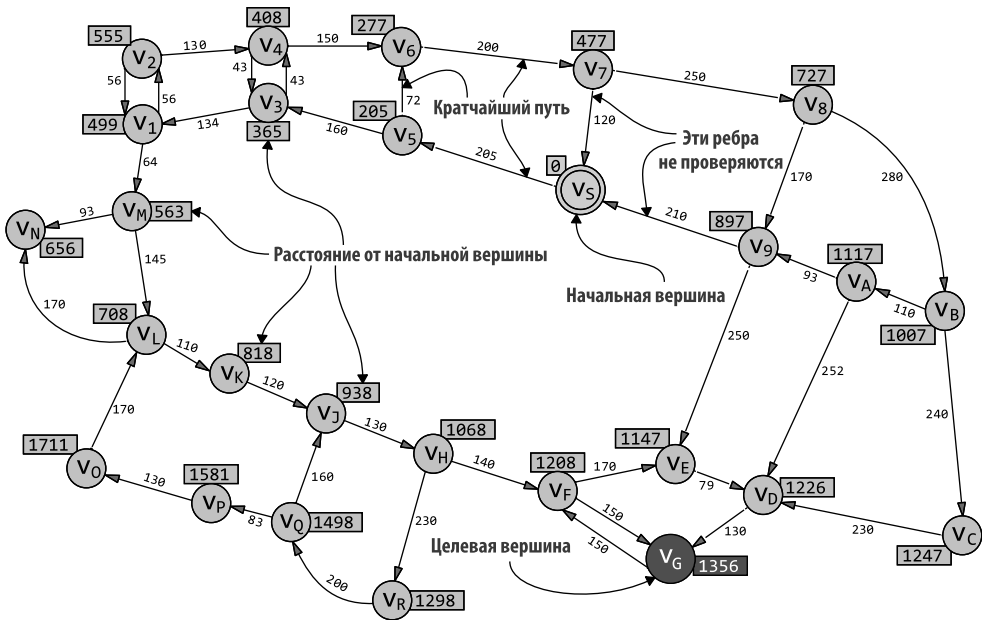 408
277
477
727
555
V4
150
V6
200
V7
250
V8
V2
130
56
56
43
43
72
499
V1
134
V3
365
160
205
V5
Кратчайший путь
205
120
Эти ребра
не проверяются
170
280
64
0
VS
210
897
V9
VN
656
93
VM
563
145
Расстояние от начальной вершины
Начальная вершина
93
1117
VA
110
VB
1007
170
708
VL
110
818
VK
120
938
VJ
130
250
252
240
170
1711
VO
130
1581
VP
83
VQ
1498
160
1068
VH
140
1208
VF
170
1147
VE
79
VD
1226
230
150
150
130
230
VC
1247
Целевая вершина
VG
1356
200
VR
1298